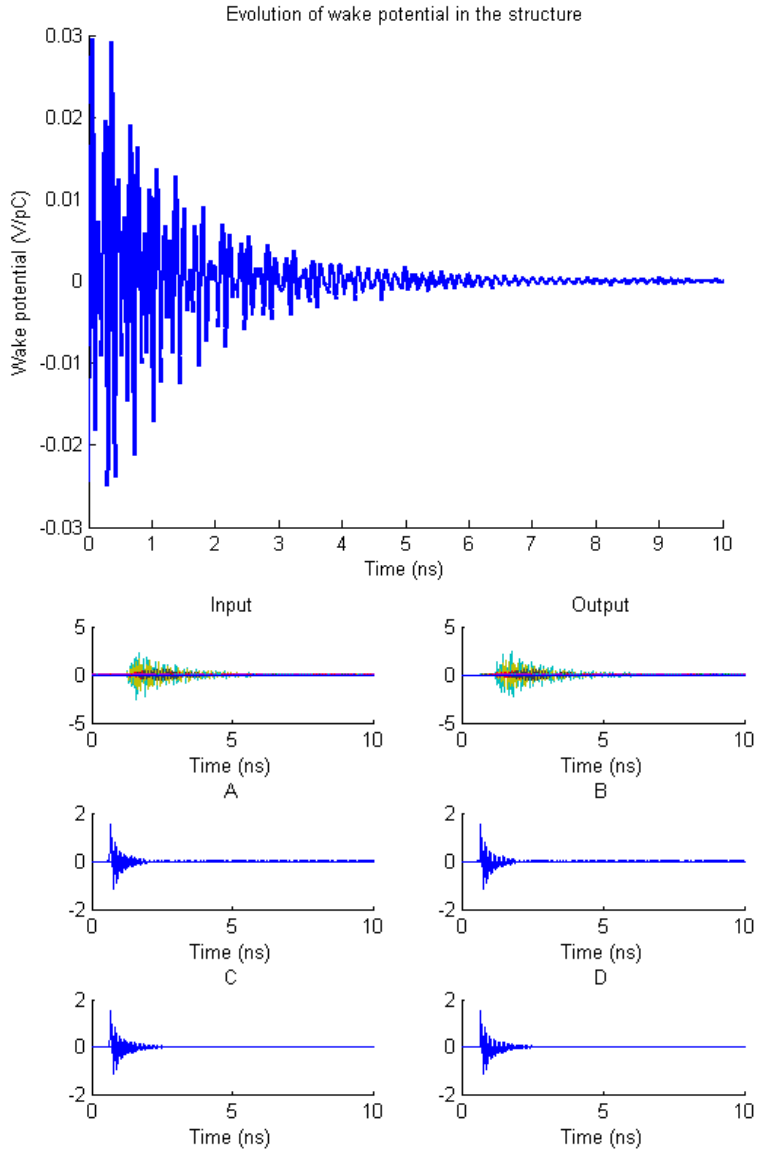 Evolution of wake potential in the structure
0.03
0.02
0.01
0
-0.01
-0.02
-0.03
Wake potential (V/pC)
0 1 2 3 4 5 6 7 8 9 10
Time (ns)
Input
5
0
-5
0 5 10
Time (ns)
Output
5
0
-5
0 5 10
Time (ns)
A
2
0
-2
0 5 10
Time (ns)
B
2
0
-2
0 5 10
Time (ns)
C
2
0
-2
0 5 10
Time (ns)
D
2
0
-2
0 5 10
Time (ns)